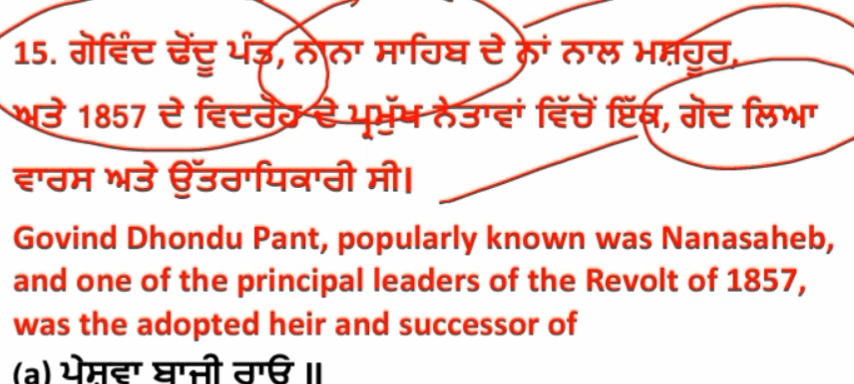 15. ਗੋਵਿੰਦ ਢੋਂਦੂ ਪੰਤ, ਨਾਨਾ ਸਾਹਿਬ ਦੇ ਨਾਂ ਨਾਲ ਮਸ਼ਹੂਰ,
ਅਤੇ 1857 ਦੇ ਵਿਦਰੋਹ ਦੇ ਪ੍ਰਮੁੱਖ ਨੇਤਾਵਾਂ ਵਿੱਚੋਂ ਇੱਕ, ਗੋਦ ਲਿਆ
ਵਾਰਸ ਅਤੇ ਉੱਤਰਾਧਿਕਾਰੀ ਸੀ।
Govind Dhondu Pant, popularly known was Nanasaheb,
and one of the principal leaders of the Revolt of 1857,
was the adopted heir and successor of
(a) ਪੇਸ਼ਵਾ ਬਾਜੀ ਰਾਓ II